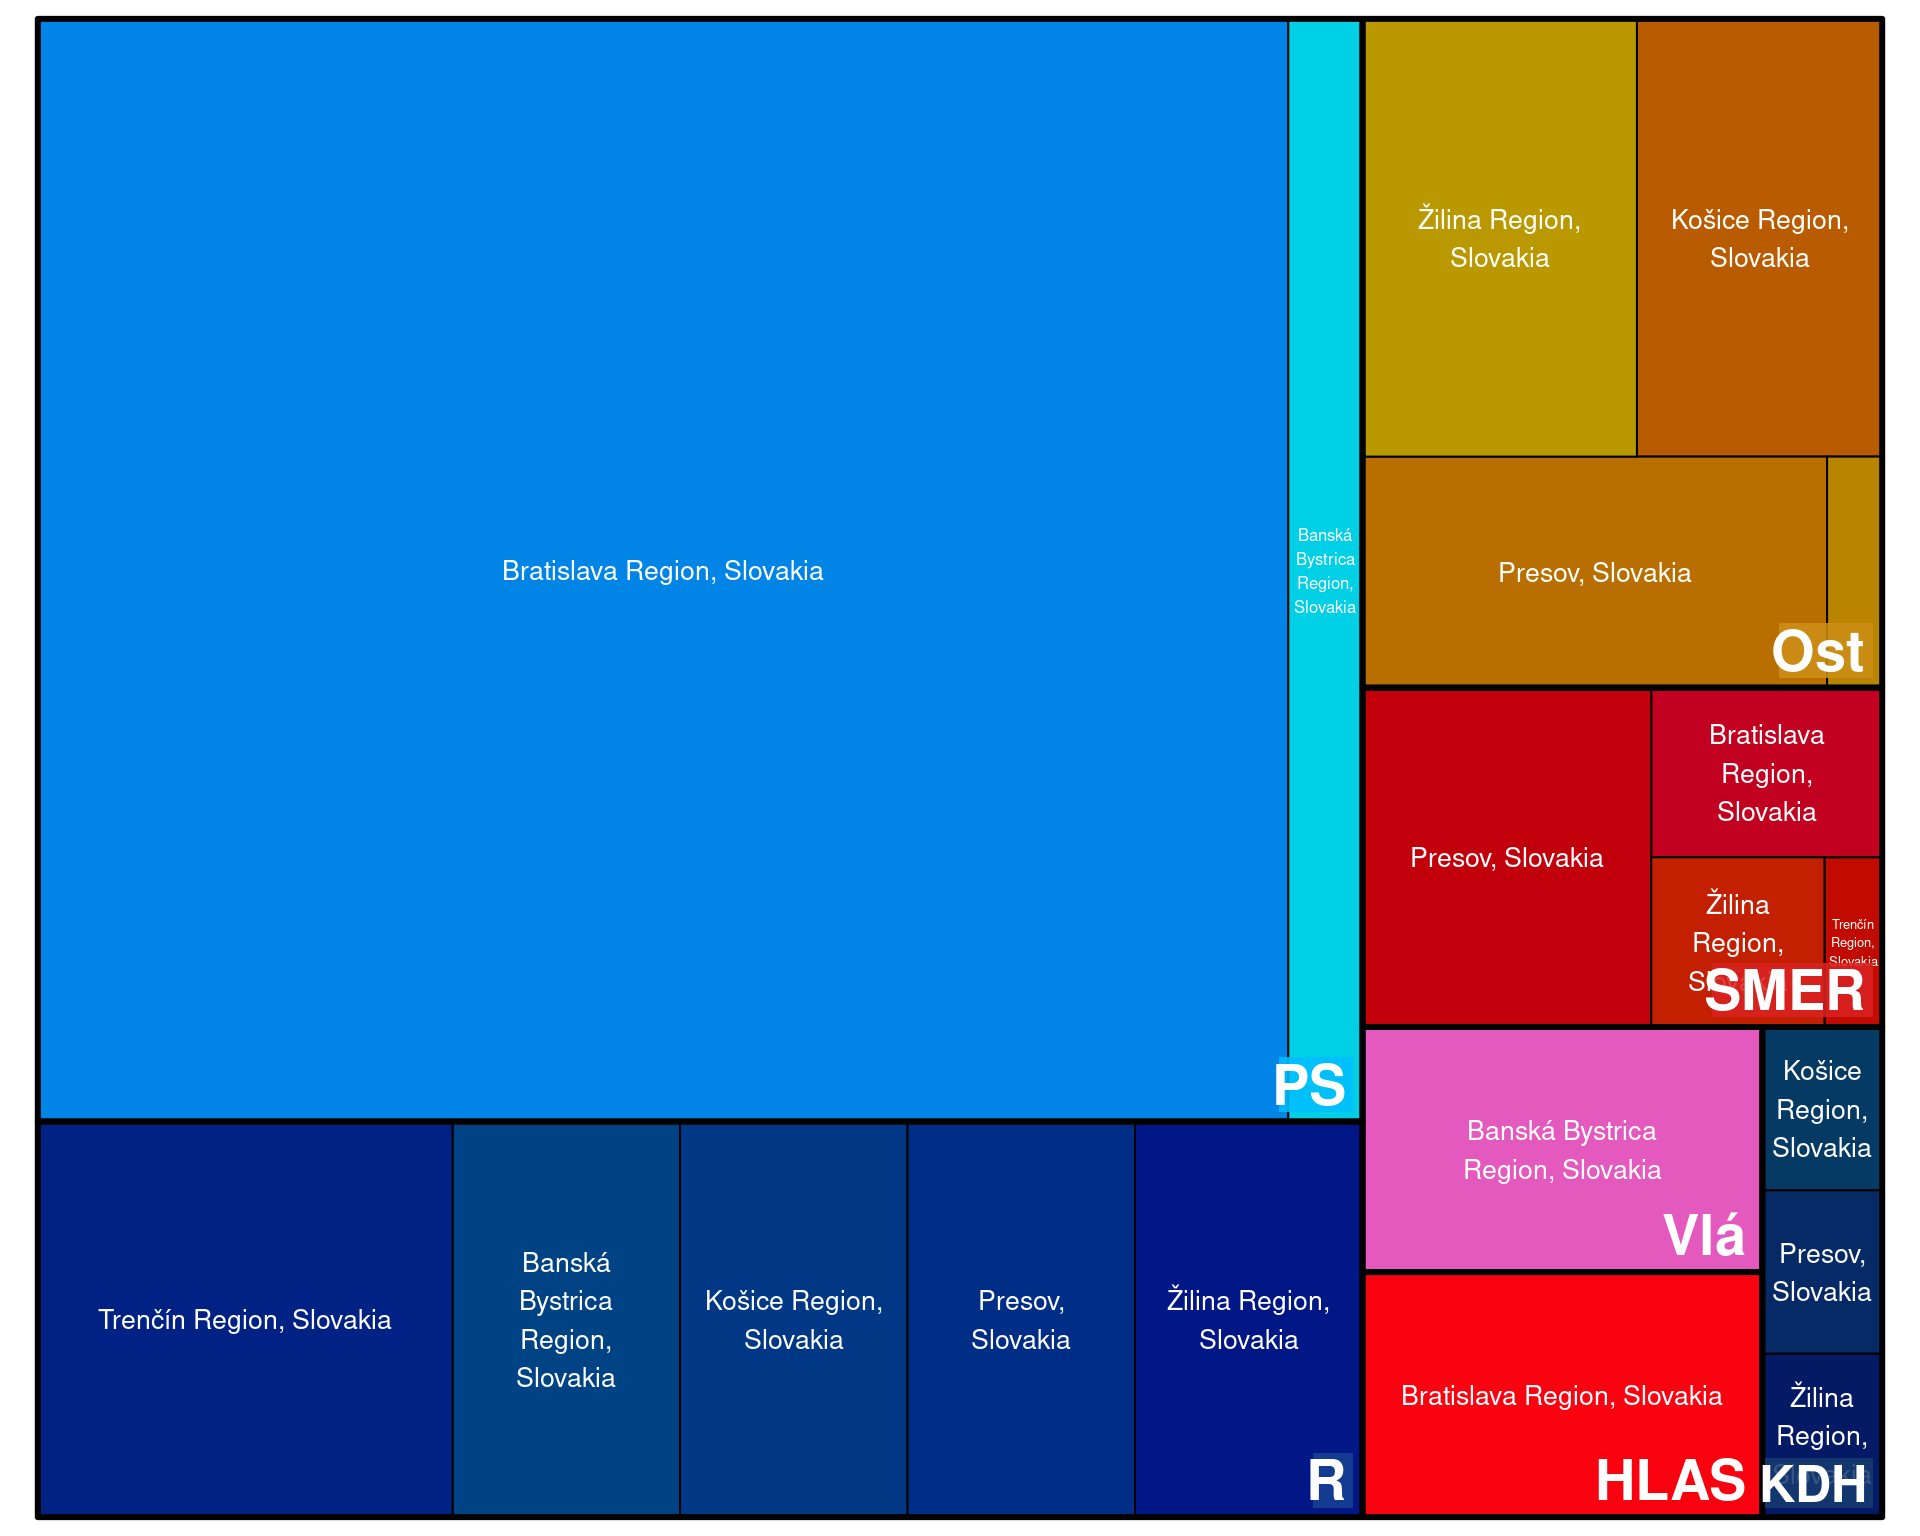 Bratislava Region, Slovakia
Banská
Bystrica
Region,
Slovakia
PS
Trenčín Region, Slovakia
Banská
Bystrica
Region,
Slovakia
Košice Region,
Slovakia
Presov,
Slovakia
Žilina Region,
Slovakia
R
Žilina Region,
Slovakia
Košice Region,
Slovakia
Presov, Slovakia
Ost
Presov, Slovakia
Bratislava
Region,
Slovakia
Žilina
Region,
Trenčín
Region,
Slovakia
SMER
Banská Bystrica
Region, Slovakia
Vlá
Bratislava Region, Slovakia
HLAS
Košice
Region,
Slovakia
Presov,
Slovakia
Žilina
Region,
KDH